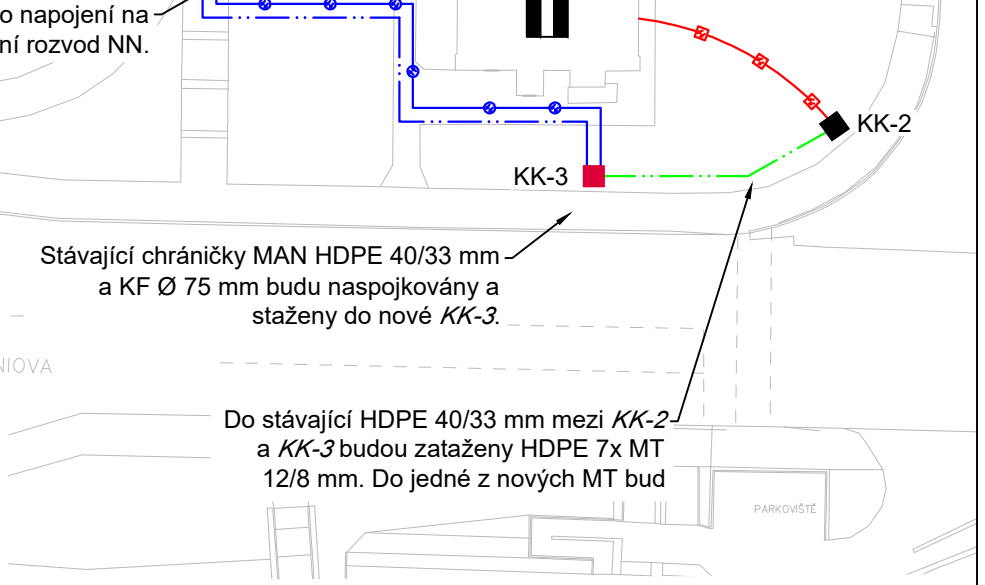 o napojení na
ní rozvod NN.
KK-2
KK-3
Stávající chráničky MAN HDPE 40/33 mm
a KF Ø 75 mm budu naspojkovány a
staženy do nové KK-3.
NIOVA
Do stávající HDPE 40/33 mm mezi KK-2
a KK-3 budou zataženy HDPE 7x MT
12/8 mm. Do jedné z nových MT bud
PARKOVIŠTĚ